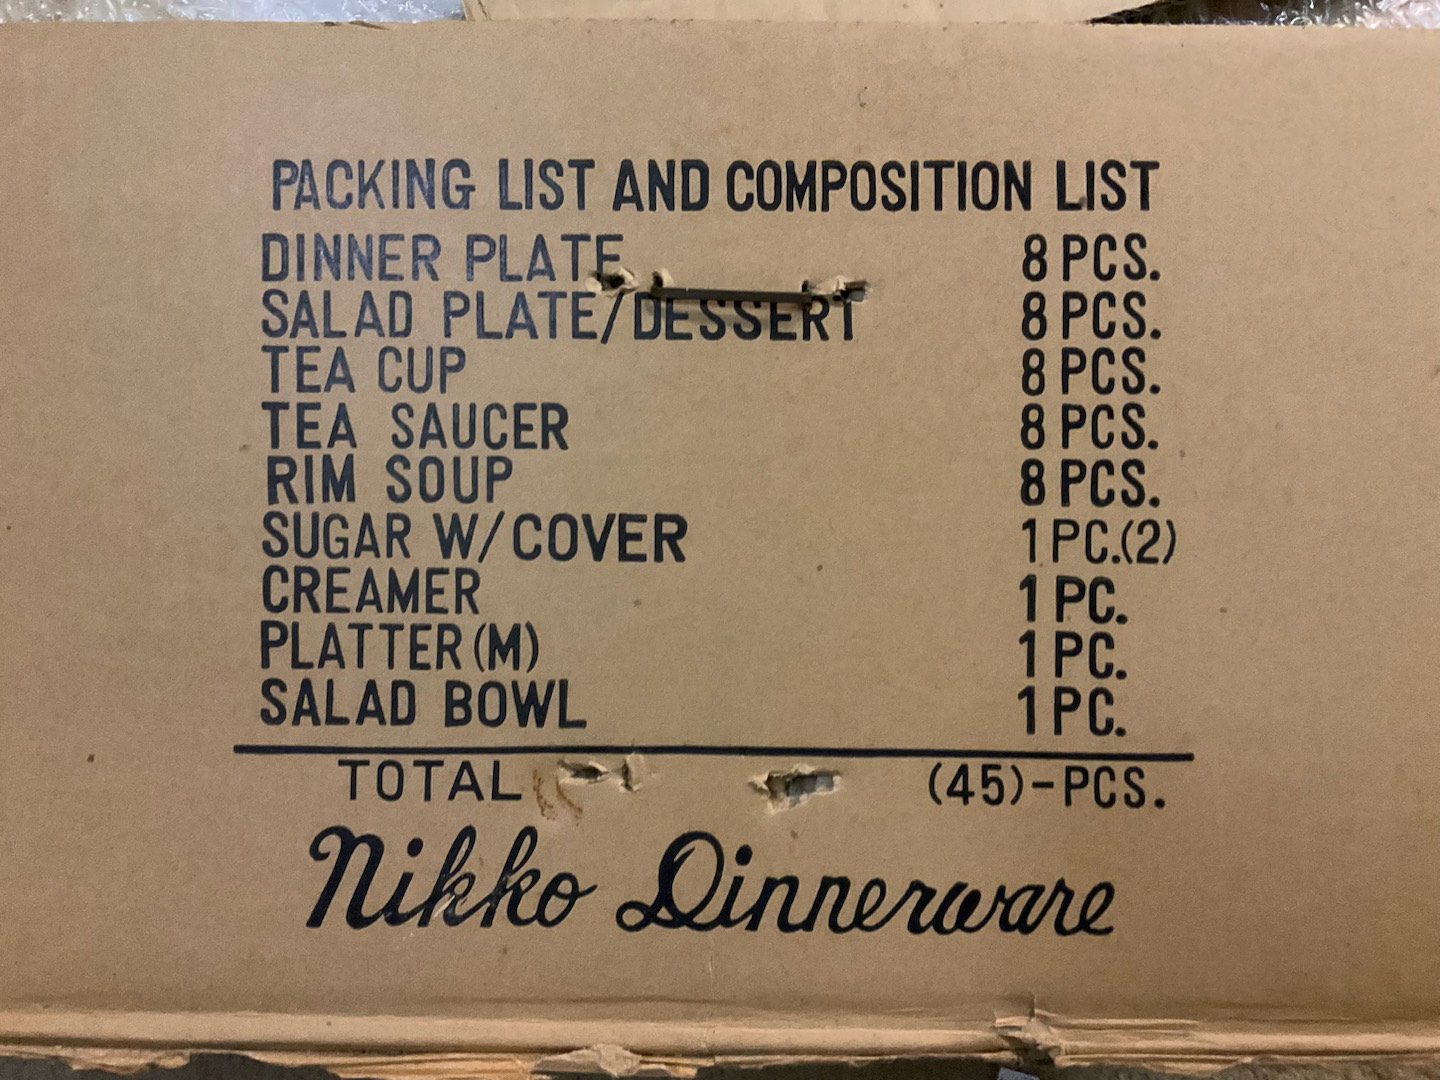 PACKING LIST AND COMPOSITION LIST
DINNER PLATE 8 PCS.
SALAD PLATE/DESSERT 8 PCS.
TEA CUP 8 PCS.
TEA SAUCER 8 PCS.
RIM SOUP 8 PCS.
SUGAR W/COVER 1 PC.(2)
CREAMER 1 PC.
PLATTER (M) 1 PC.
SALAD BOWL 1 PC.
TOTAL (45)-PCS.
Nikko Dinnerware